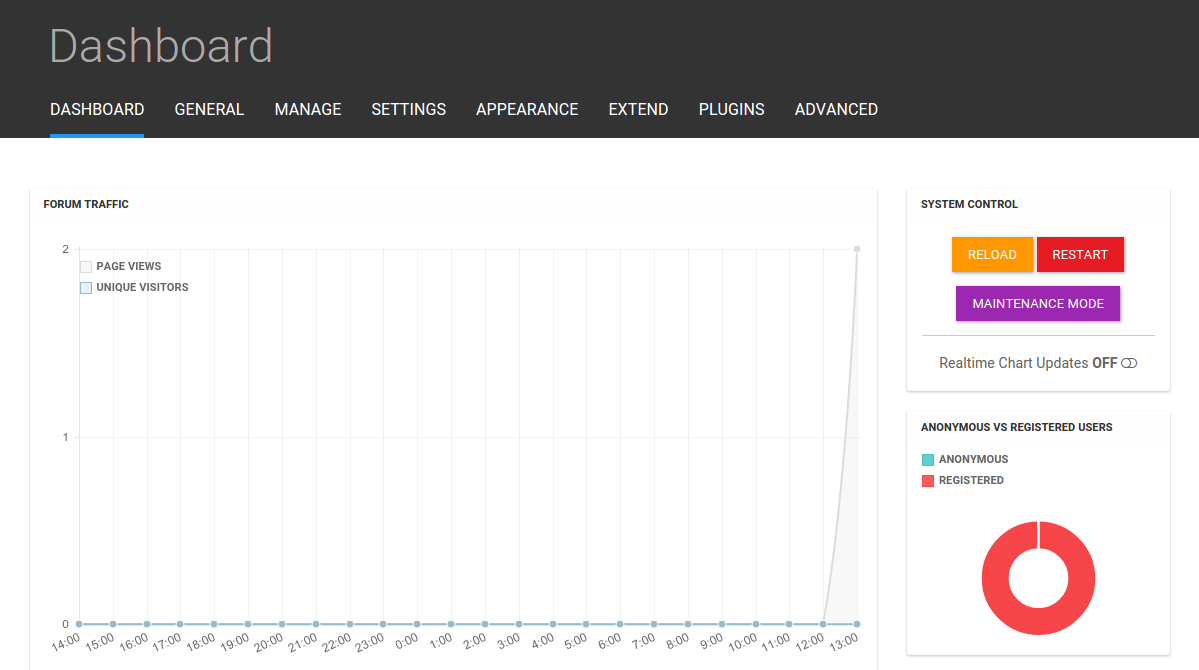 Dashboard
DASHBOARD GENERAL MANAGE SETTINGS APPEARANCE EXTEND PLUGINS ADVANCED
FORUM TRAFFIC
2
PAGE VIEWS
UNIQUE VISITORS
1
0
14:00 15:00 16:00 17:00 18:00 19:00 20:00 21:00 22:00 23:00 0:00 1:00 2:00 3:00 4:00 5:00 6:00 7:00 8:00 9:00 10:00 11:00 12:00 13:00
SYSTEM CONTROL
RELOAD RESTART
MAINTENANCE MODE
Realtime Chart Updates OFF
ANONYMOUS VS REGISTERED USERS
ANONYMOUS
REGISTERED